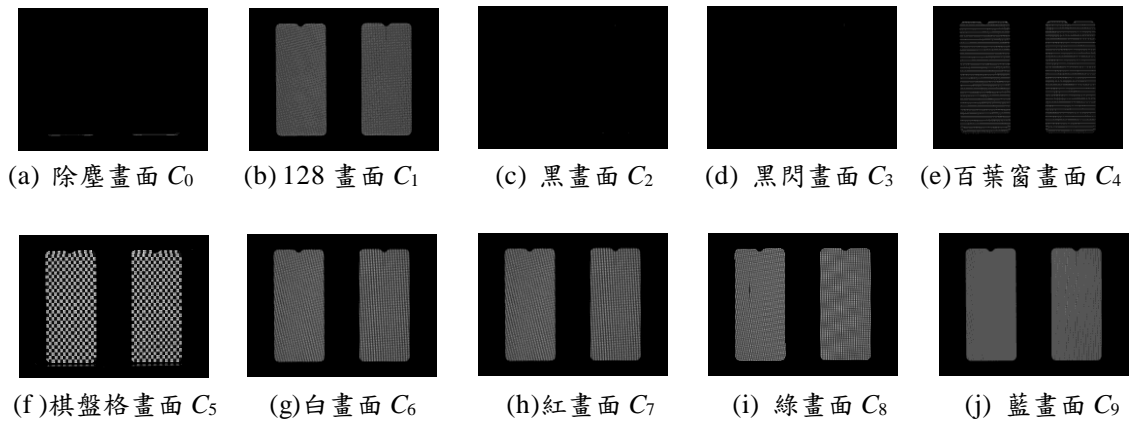 (a) 除塵畫面 C₀ (b) 128 畫面 C₁ (c) 黑畫面 C₂ (d) 黑閃畫面 C₃ (e)百葉窗畫面 C₄
(f )棋盤格畫面 C₅ (g)白畫面 C₆ (h)紅畫面 C₇ (i) 綠畫面 C₈ (j) 藍畫面 C₉